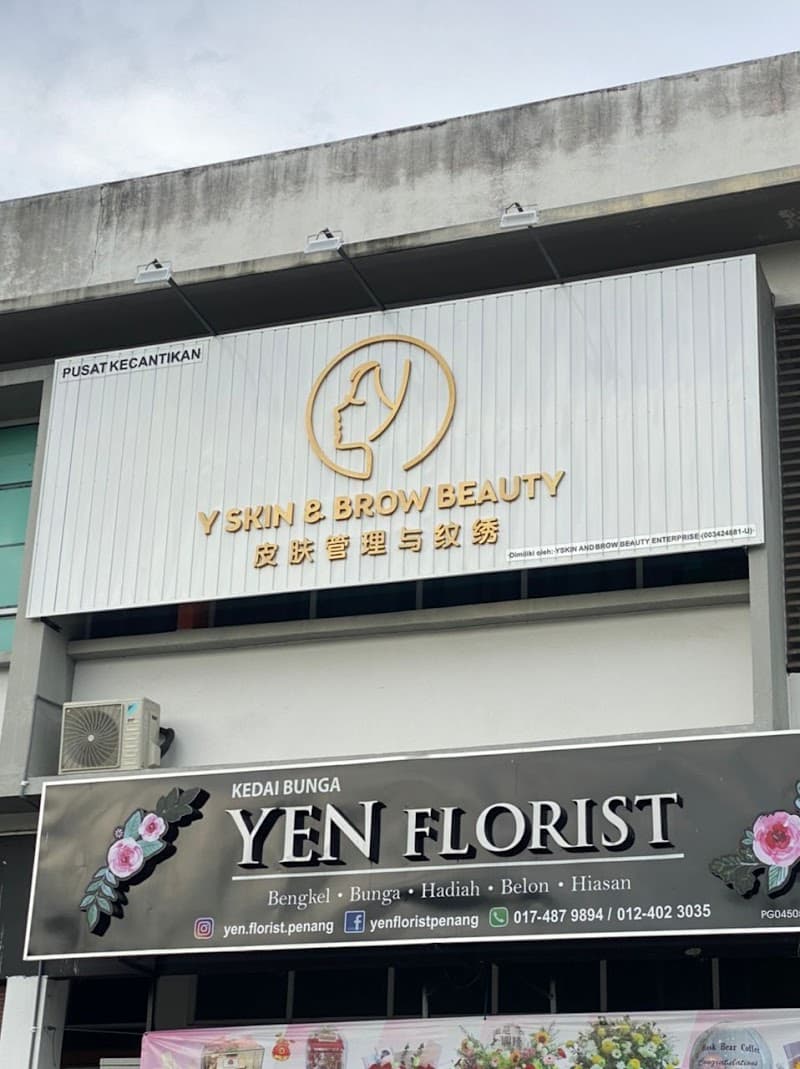 PUSAT KECANTIKAN
Y SKIN & BROW BEAUTY
皮肤管理与纹绣
Dimiliki oleh: YSKIN AND BROW BEAUTY ENTERPRISE (003424681-U)
KEDAI BUNGA
YEN FLORIST
Bengkel • Bunga • Hadiah • Belon • Hiasan
yen.florist.penang yenfloristpenang 017-487 9894 / 012-402 3035
Congratulations